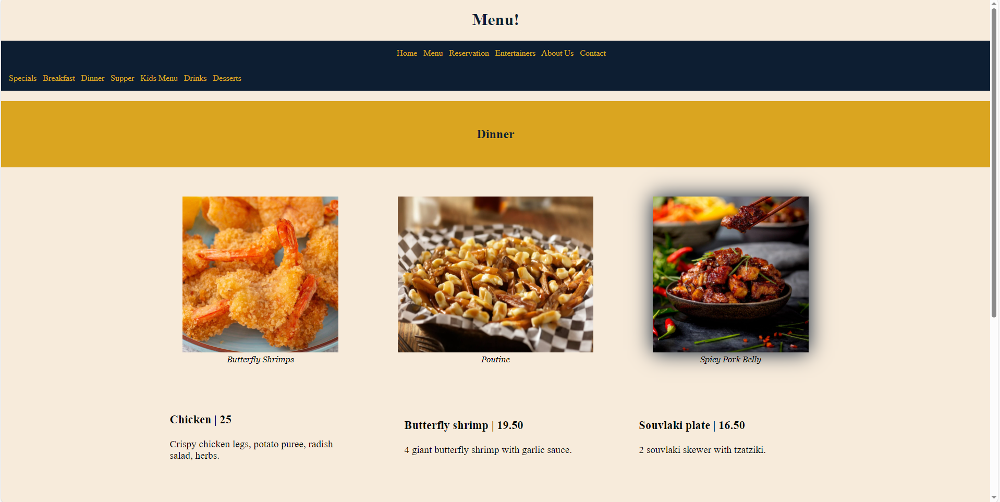 Menu!
Home Menu Reservation Entertainers About Us Contact
Specials Breakfast Dinner Supper Kids Menu Drinks Desserts
Dinner
Butterfly Shrimps
Poutine
Spicy Pork Belly
Chicken | 25
Crispy chicken legs, potato puree, radish
salad, herbs.
Butterfly shrimp | 19.50
4 giant butterfly shrimp with garlic sauce.
Souvlaki plate | 16.50
2 souvlaki skewer with tzatziki.